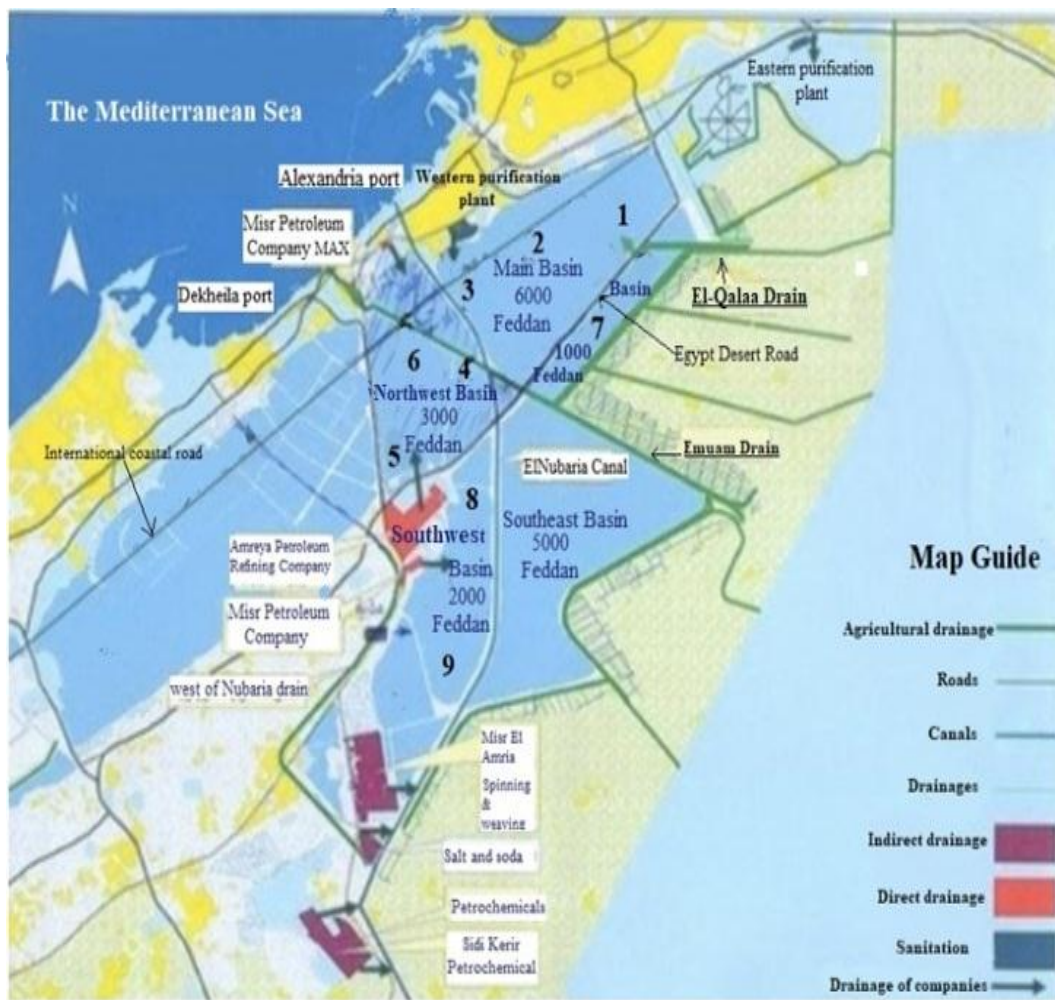 Eastern purification
plant
The Mediterranean Sea
Alexandria port
Western purification
plant
N
Misr Petroleum
Company MAX
1
2
Main Basin
6000
Feddan
3
Dekheila port
Basin
El-Qalaa Drain
7
1000
Feddan
Egypt Desert Road
6
4
Northwest Basin
3000
Feddan
5
International coastal road
Emuam Drain
ElNubaria Canal
8
Southwest
Basin
2000
Feddan
Southeast Basin
5000
Feddan
Amreya Petroleum
Refining Company
Misr Petroleum
Company
9
west of Nubaria drain
Misr El
Amria
Spinning
&
weaving
Salt and soda
Petrochemicals
Sidi Kerir
Petrochemical
Map Guide
Agricultural drainage
Roads
Canals
Drainages
Indirect drainage
Direct drainage
Sanitation
Drainage of companies